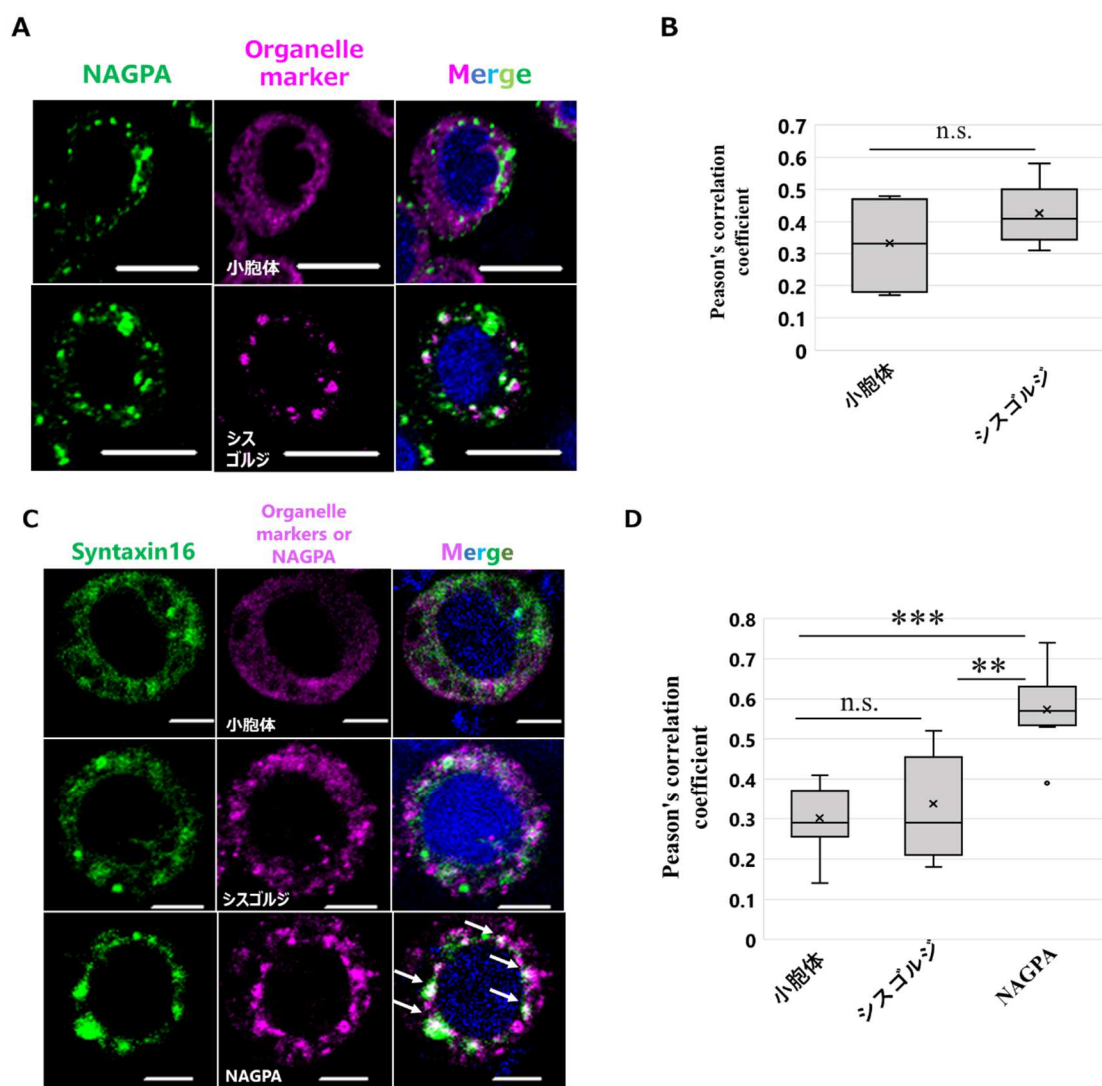 A
NAGPA
Organelle
marker
Merge
小胞体
シス
ゴルジ
B
n.s.
0.7
0.6
0.5
0.4
0.3
0.2
0.1
0
Peason's correlation
coefficient
小胞体
シスゴルジ
C
Syntaxin16
Organelle
markers or
NAGPA
Merge
小胞体
シスゴルジ
NAGPA
D
***
**
n.s.
0.8
0.7
0.6
0.5
0.4
0.3
0.2
0.1
0
Peason's correlation
coefficient
小胞体
シスゴルジ
NAGPA